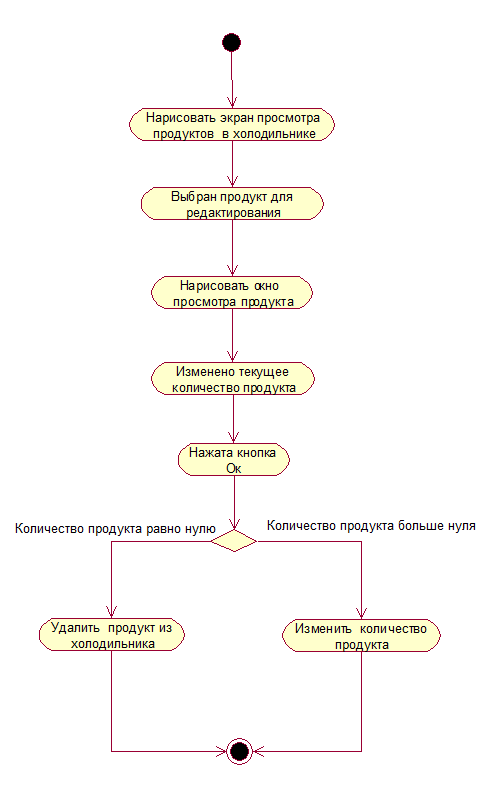 Нарисовать экран просмотра
продуктов в холодильнике
Выбран продукт для
редактирования
Нарисовать окно
просмотра продукта
Изменено текущее
количество продукта
Нажата кнопка
Ок
Количество продукта равно нулю
Количество продукта больше нуля
Удалить продукт из
холодильника
Изменить количество
продукта